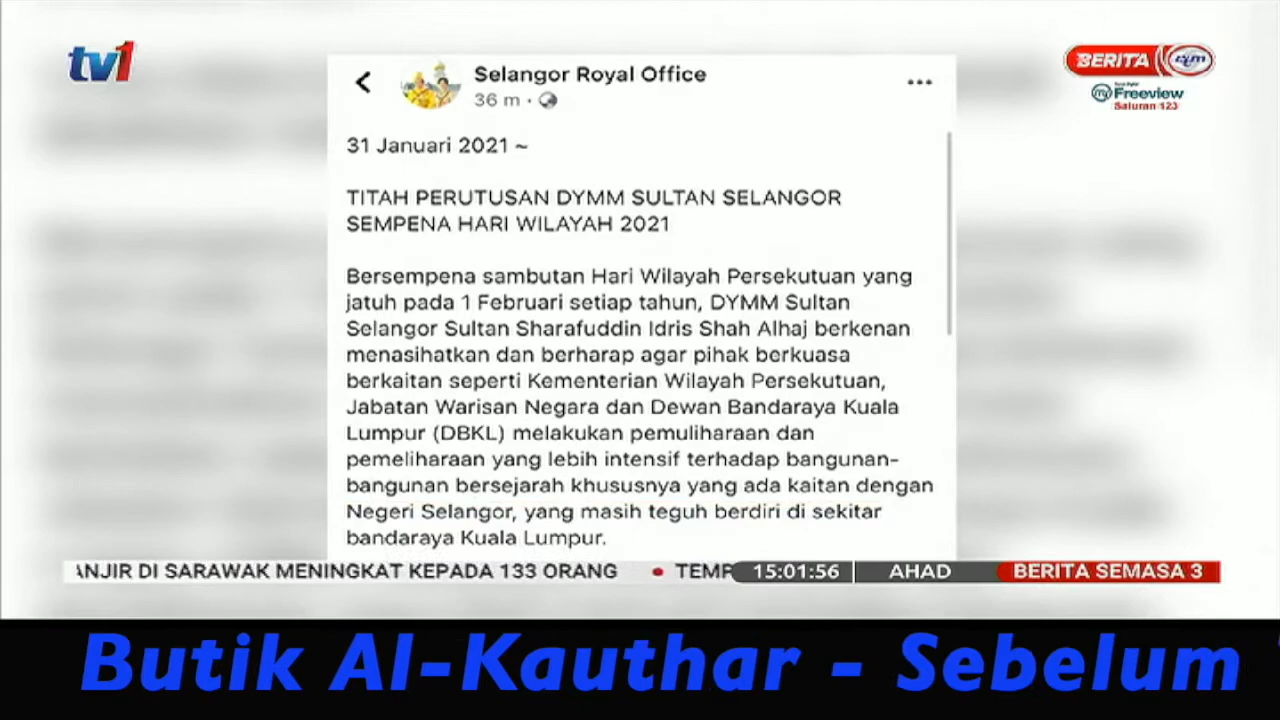 tv1
BERITA rtm
Selangor Royal Office
36 m ·
my Freeview
Saluran 123
31 Januari 2021 ~
TITAH PERUTUSAN DYMM SULTAN SELANGOR
SEMPENA HARI WILAYAH 2021
Bersempena sambutan Hari Wilayah Persekutuan yang
jatuh pada 1 Februari setiap tahun, DYMM Sultan
Selangor Sultan Sharafuddin Idris Shah Alhaj berkenan
menasihatkan dan berharap agar pihak berkuasa
berkaitan seperti Kementerian Wilayah Persekutuan,
Jabatan Warisan Negara dan Dewan Bandaraya Kuala
Lumpur (DBKL) melakukan pemuliharaan dan
pemeliharaan yang lebih intensif terhadap bangunan-
bangunan bersejarah khususnya yang ada kaitan dengan
Negeri Selangor, yang masih teguh berdiri di sekitar
bandaraya Kuala Lumpur.
ANJIR DI SARAWAK MENINGKAT KEPADA 133 ORANG • TEMP 15:01:56 AHAD BERITA SEMASA 3
Butik Al-Kauthar - Sebelum